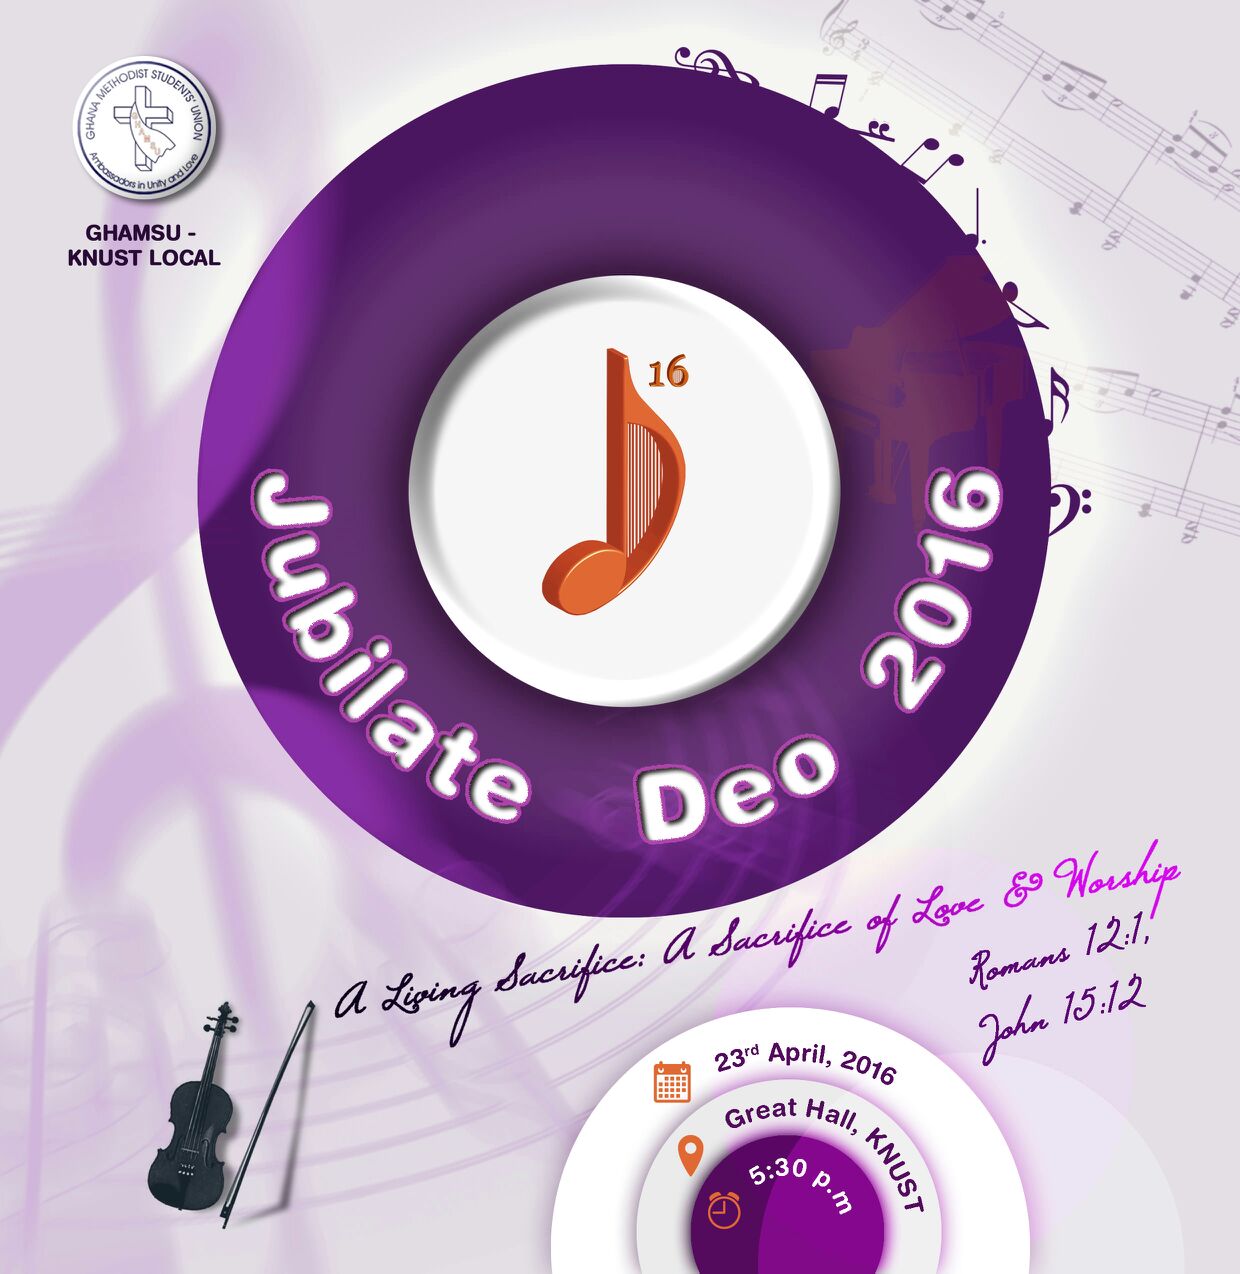 GHANA METHODIST STUDENTS' UNION
GHAMSU
Ambassadors in Unity and Love
GHAMSU -
KNUST LOCAL
16
Jubilate Deo 2016
A Living Sacrifice: A Sacrifice of Love & Worship
Romans 12:1,
John 15:12
23rd April, 2016
Great Hall, KNUST
5:30 p.m